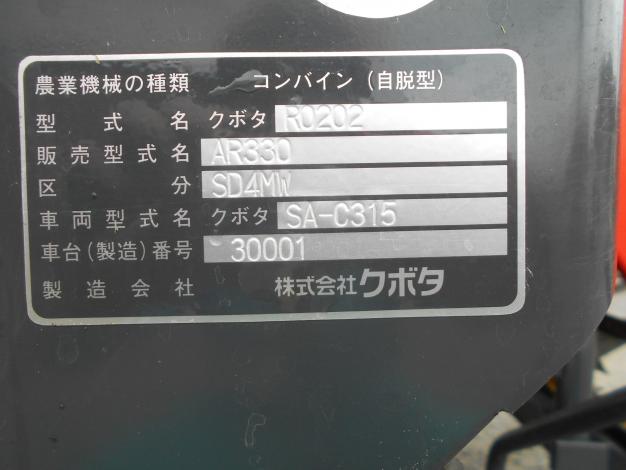 農業機械の種類 コンバイン(自脱型)
型式名 クボタ R0202
販売型式名 AR330
区分 SD4MW
車両型式名 クボタ SA-C315
車台(製造)番号 30001
製造会社 株式会社クボタ